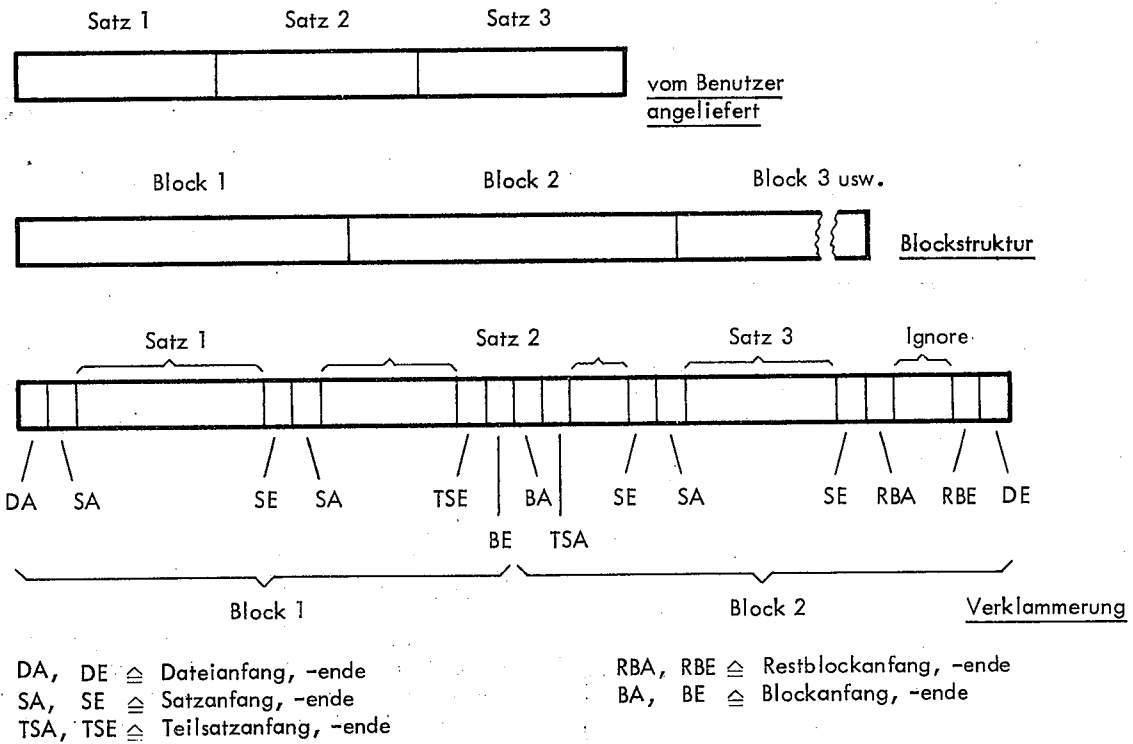 Satz 1 Satz 2 Satz 3
vom Benutzer
angeliefert
Block 1 Block 2 Block 3 usw.
Blockstruktur
Satz 1 Satz 2 Satz 3 Ignore
DA SA SE SA TSE BA SE SA SE RBA RBE DE
BE TSA
Block 1 Block 2 Verklammerung
DA, DE ≙ Dateianfang, -ende RBA, RBE ≙ Restblockanfang, -ende
SA, SE ≙ Satzanfang, -ende BA, BE ≙ Blockanfang, -ende
TSA, TSE ≙ Teilsatzanfang, -ende